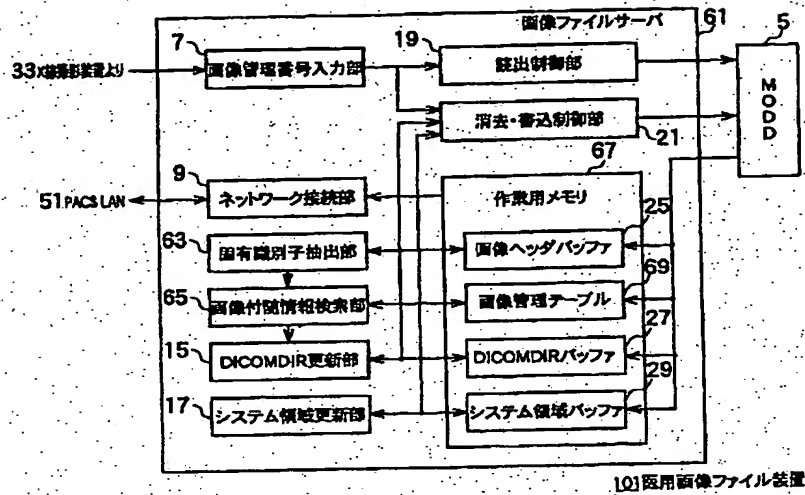 画像ファイルサーバ 61
7
19
5
33 X線撮影装置より
画像管理番号入力部
読出制御部
MODD
消去・書込制御部
21
67
9
作業用メモリ
51 PACS LAN
ネットワーク接続部
25
63
固有識別子抽出部
画像ヘッダバッファ
69
65
画像付随情報検索部
画像管理テーブル
27
15
DICOMDIR更新部
DICOMDIRバッファ
29
17
システム領域更新部
システム領域バッファ
101 医用画像ファイル装置